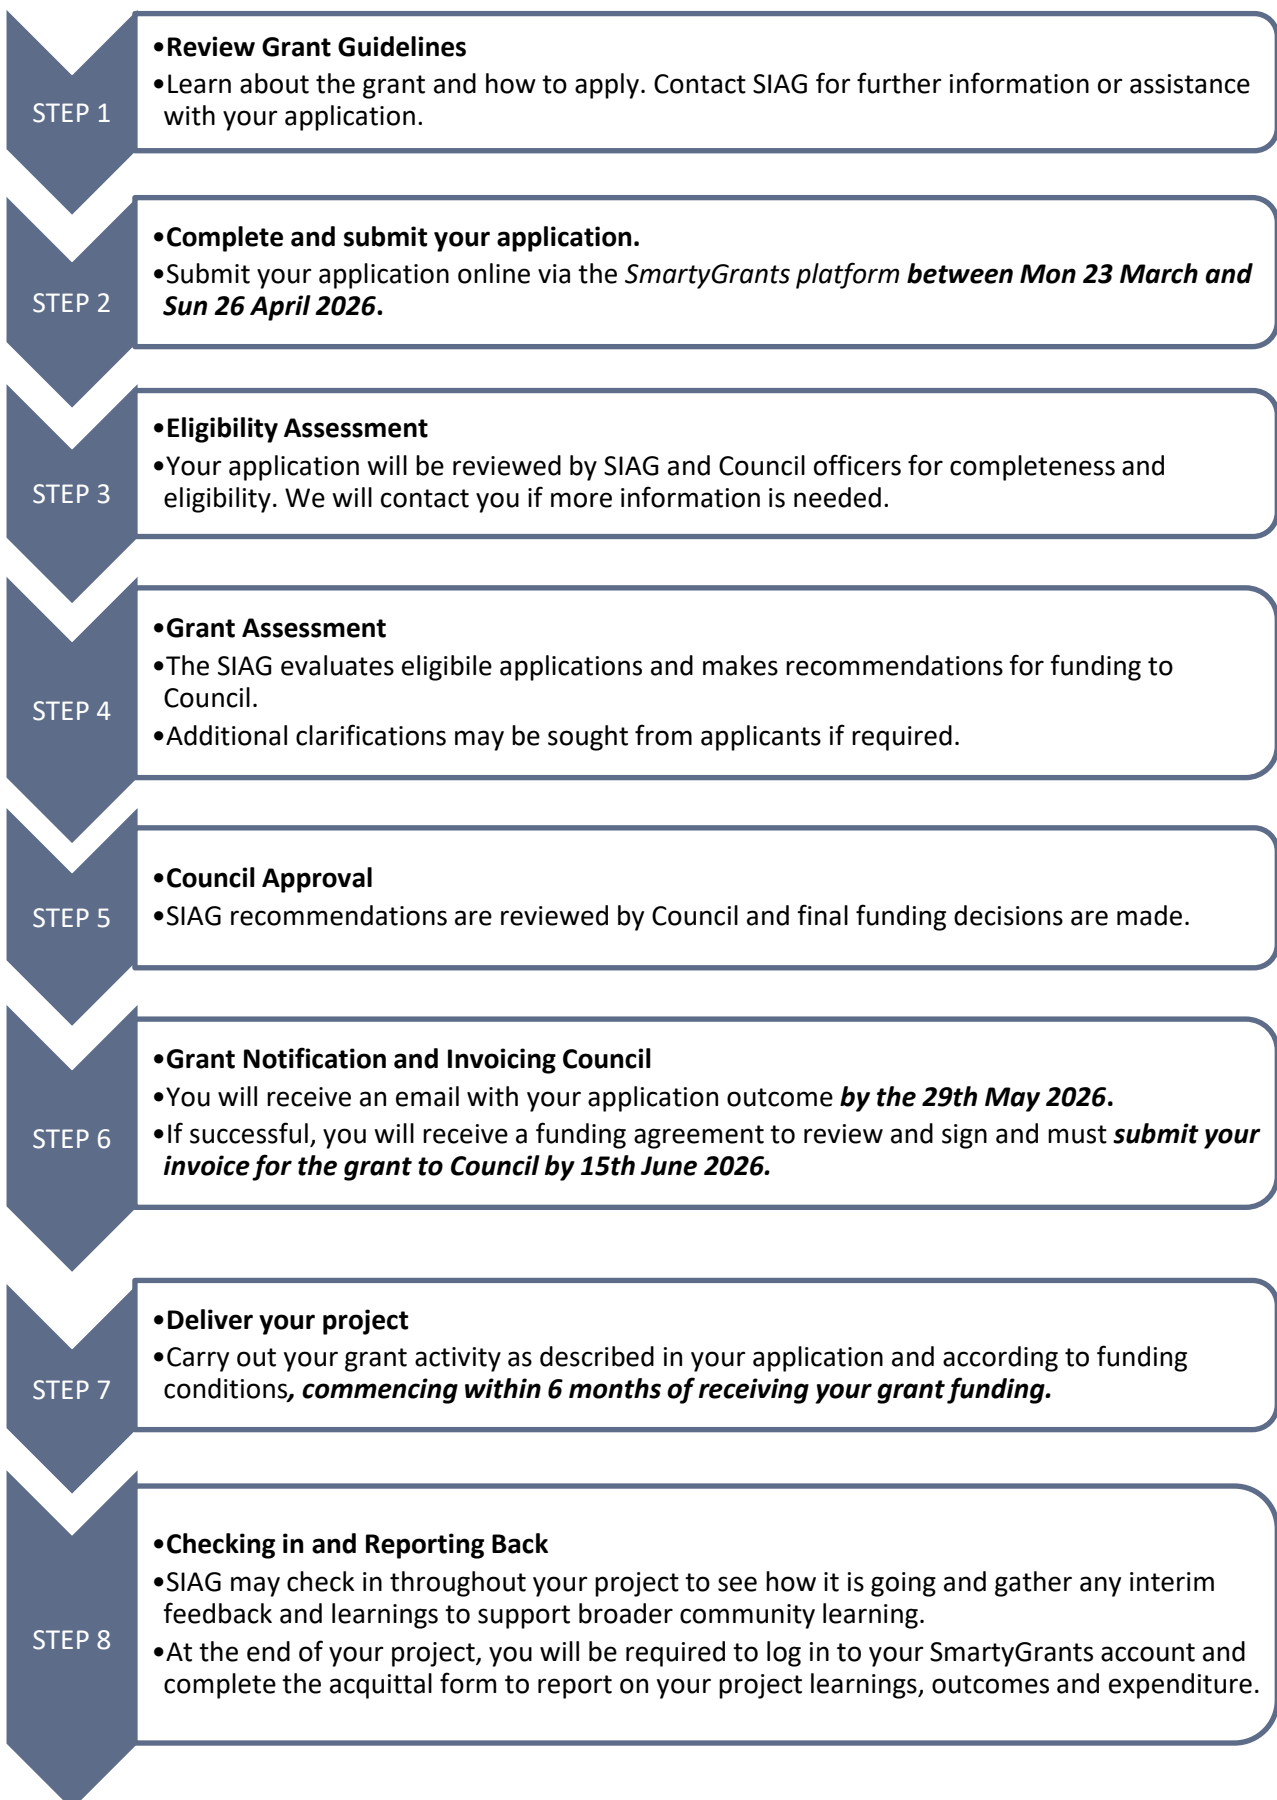 STEP 1
•Review Grant Guidelines
•Learn about the grant and how to apply. Contact SIAG for further information or assistance
with your application.
STEP 2
•Complete and submit your application.
•Submit your application online via the SmartyGrants platform between Mon 23 March and
Sun 26 April 2026.
STEP 3
•Eligibility Assessment
•Your application will be reviewed by SIAG and Council officers for completeness and
eligibility. We will contact you if more information is needed.
STEP 4
•Grant Assessment
•The SIAG evaluates eligibile applications and makes recommendations for funding to
Council.
•Additional clarifications may be sought from applicants if required.
STEP 5
•Council Approval
•SIAG recommendations are reviewed by Council and final funding decisions are made.
STEP 6
•Grant Notification and Invoicing Council
•You will receive an email with your application outcome by the 29th May 2026.
•If successful, you will receive a funding agreement to review and sign and must submit your
invoice for the grant to Council by 15th June 2026.
STEP 7
•Deliver your project
•Carry out your grant activity as described in your application and according to funding
conditions, commencing within 6 months of receiving your grant funding.
STEP 8
•Checking in and Reporting Back
•SIAG may check in throughout your project to see how it is going and gather any interim
feedback and learnings to support broader community learning.
•At the end of your project, you will be required to log in to your SmartyGrants account and
complete the acquittal form to report on your project learnings, outcomes and expenditure.